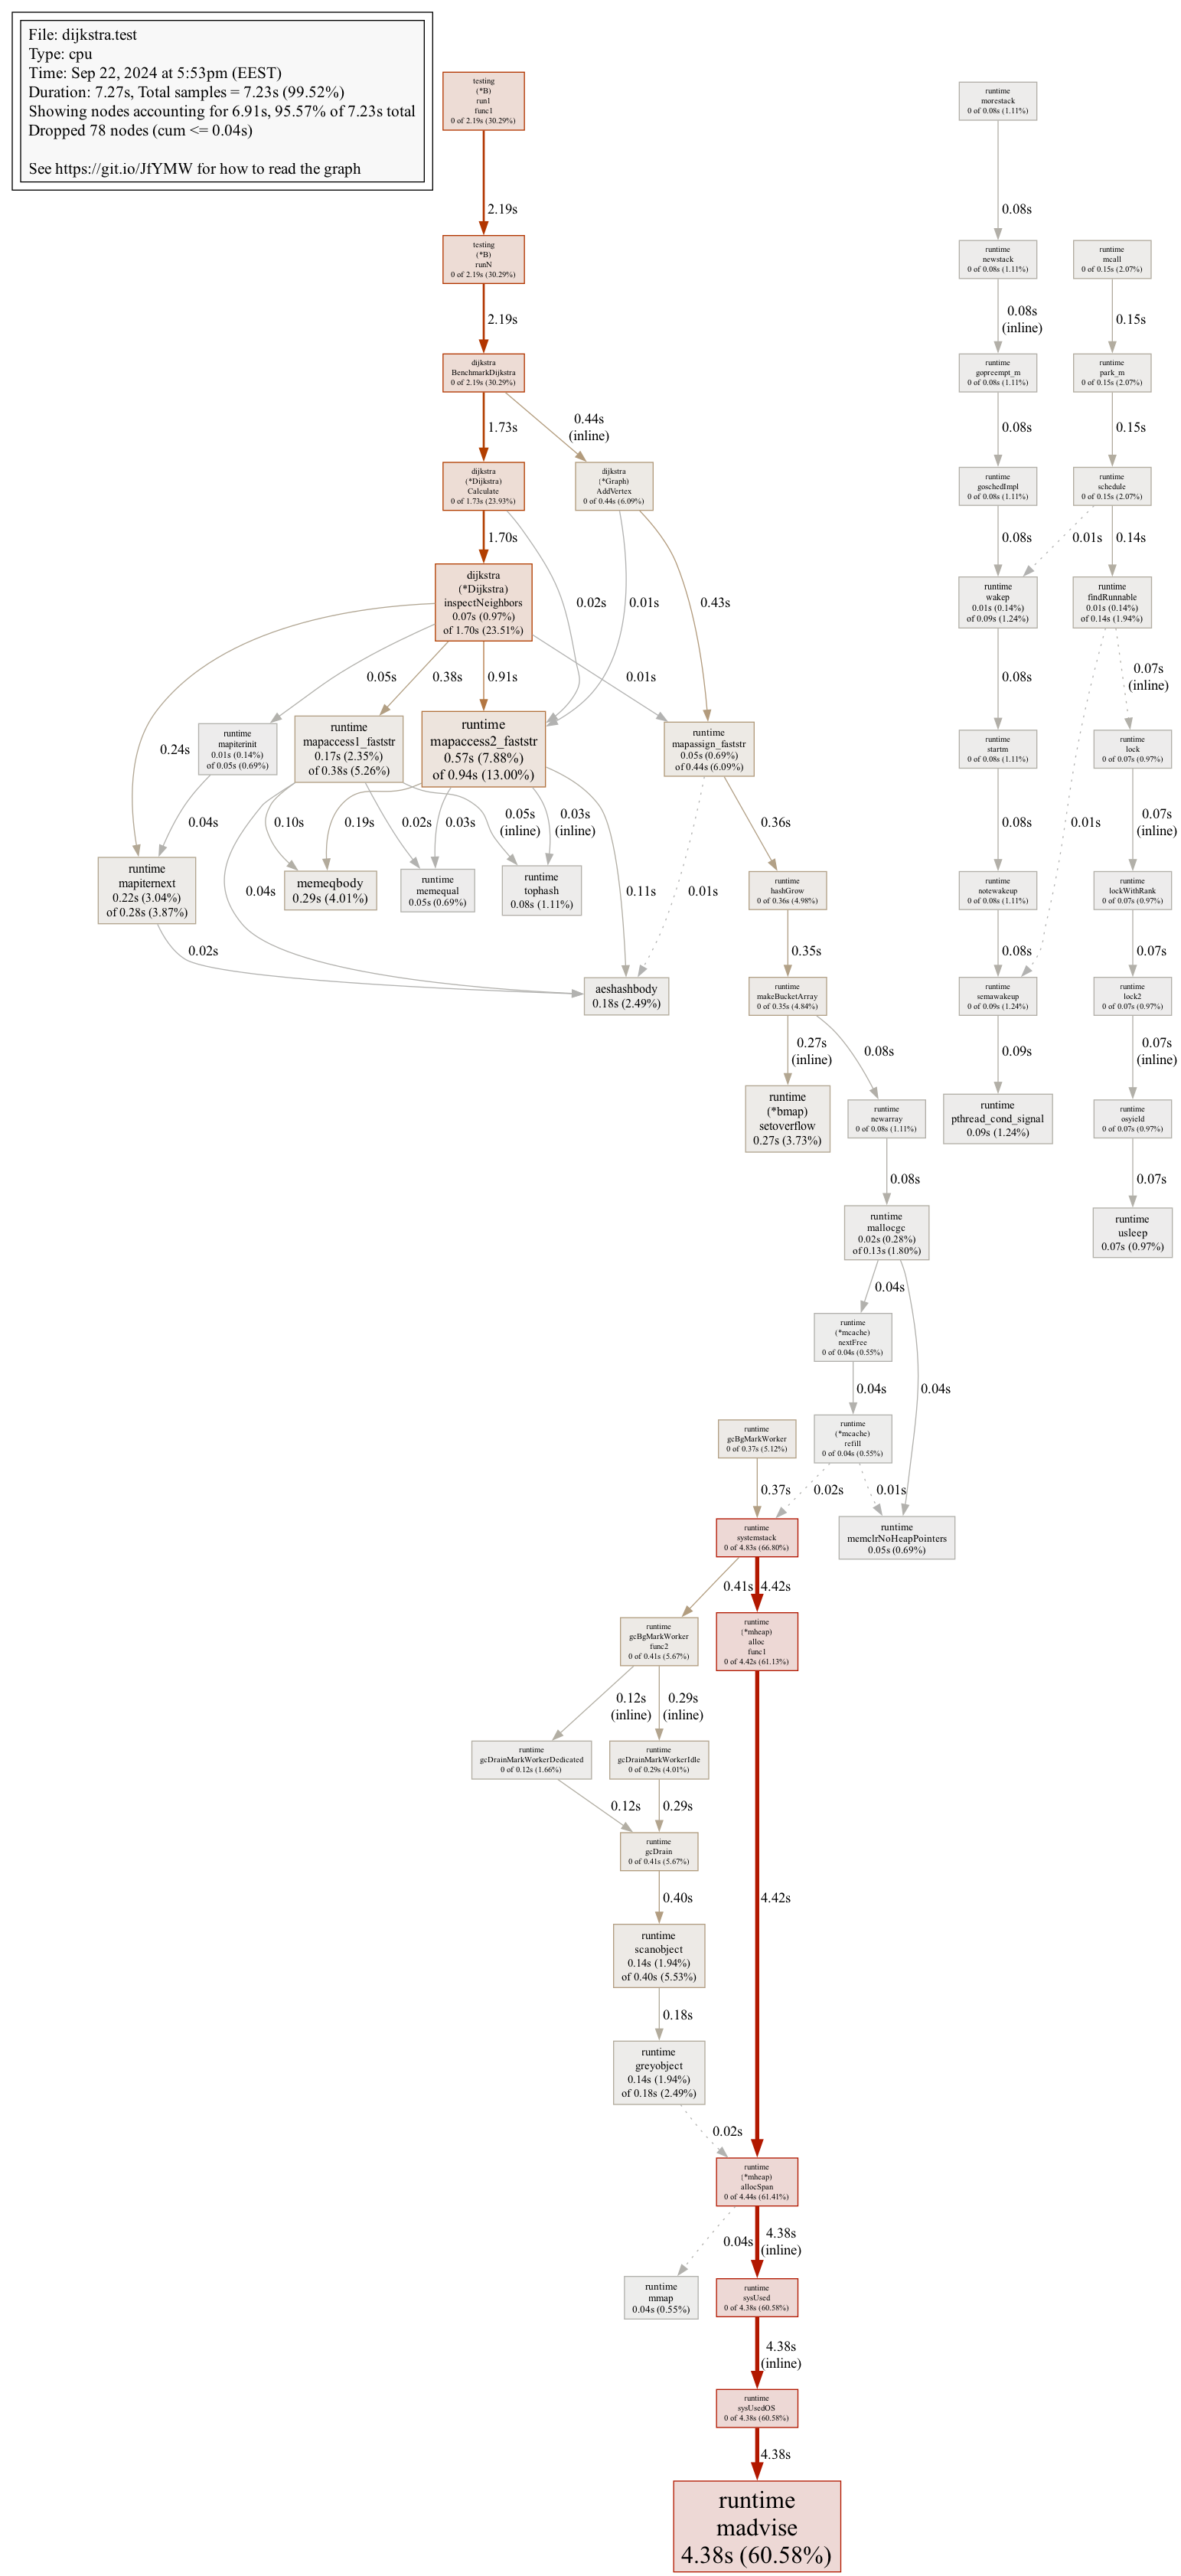 File: dijkstra.test
Type: cpu
Time: Sep 22, 2024 at 5:53pm (EEST)
Duration: 7.27s, Total samples = 7.23s (99.52%)
Showing nodes accounting for 6.91s, 95.57% of 7.23s total
Dropped 78 nodes (cum <= 0.04s)
See https://git.io/JfYMW for how to read the graph
testing
(*B)
run1
func1
0 of 2.19s (30.29%)
runtime
morestack
0 of 0.08s (1.11%)
2.19s
0.08s
testing
(*B)
runN
0 of 2.19s (30.29%)
runtime
newstack
0 of 0.08s (1.11%)
runtime
mcall
0 of 0.15s (2.07%)
2.19s
0.08s
(inline)
0.15s
dijkstra
BenchmarkDijkstra
0 of 2.19s (30.29%)
runtime
gopreempt_m
0 of 0.08s (1.11%)
runtime
park_m
0 of 0.15s (2.07%)
1.73s
0.44s
(inline)
0.08s
0.15s
dijkstra
(*Dijkstra)
Calculate
0 of 1.73s (23.93%)
dijkstra
(*Graph)
AddVertex
0 of 0.44s (6.09%)
runtime
goschedImpl
0 of 0.08s (1.11%)
runtime
schedule
0 of 0.15s (2.07%)
1.70s
0.08s
0.01s
0.14s
dijkstra
(*Dijkstra)
inspectNeighbors
0.07s (0.97%)
of 1.70s (23.51%)
0.02s
0.01s
0.43s
runtime
wakep
0.01s (0.14%)
of 0.09s (1.24%)
runtime
findRunnable
0.01s (0.14%)
of 0.14s (1.94%)
0.24s
0.05s
0.38s
0.91s
0.01s
0.08s
0.07s
(inline)
runtime
mapiterinit
0.01s (0.14%)
of 0.05s (0.69%)
runtime
mapaccess1_faststr
0.17s (2.35%)
of 0.38s (5.26%)
runtime
mapaccess2_faststr
0.57s (7.88%)
of 0.94s (13.00%)
runtime
mapassign_faststr
0.05s (0.69%)
of 0.44s (6.09%)
runtime
startm
0 of 0.08s (1.11%)
runtime
lock
0 of 0.07s (0.97%)
0.04s
0.04s
0.10s
0.19s
0.02s
0.03s
0.05s
(inline)
0.03s
(inline)
0.11s
0.01s
0.36s
0.08s
0.01s
0.07s
(inline)
runtime
mapiternext
0.22s (3.04%)
of 0.28s (3.87%)
memeqbody
0.29s (4.01%)
runtime
memequal
0.05s (0.69%)
runtime
tophash
0.08s (1.11%)
runtime
hashGrow
0 of 0.36s (4.98%)
runtime
notewakeup
0 of 0.08s (1.11%)
runtime
lockWithRank
0 of 0.07s (0.97%)
0.02s
0.35s
0.08s
0.07s
aeshashbody
0.18s (2.49%)
runtime
makeBucketArray
0 of 0.35s (4.84%)
runtime
semawakeup
0 of 0.09s (1.24%)
runtime
lock2
0 of 0.07s (0.97%)
0.27s
(inline)
0.08s
0.09s
0.07s
(inline)
runtime
(*bmap)
setoverflow
0.27s (3.73%)
runtime
newarray
0 of 0.08s (1.11%)
runtime
pthread_cond_signal
0.09s (1.24%)
runtime
osyield
0 of 0.07s (0.97%)
0.08s
0.07s
runtime
mallocgc
0.02s (0.28%)
of 0.13s (1.80%)
runtime
usleep
0.07s (0.97%)
0.04s
0.04s
runtime
(*mcache)
nextFree
0 of 0.04s (0.55%)
0.04s
runtime
gcBgMarkWorker
0 of 0.37s (5.12%)
runtime
(*mcache)
refill
0 of 0.04s (0.55%)
0.37s
0.02s
0.01s
runtime
systemstack
0 of 4.83s (66.80%)
runtime
memclrNoHeapPointers
0.05s (0.69%)
0.41s
4.42s
runtime
gcBgMarkWorker
func2
0 of 0.41s (5.67%)
runtime
(*mheap)
alloc
func1
0 of 4.42s (61.13%)
0.12s
(inline)
0.29s
(inline)
runtime
gcDrainMarkWorkerDedicated
0 of 0.12s (1.66%)
runtime
gcDrainMarkWorkerIdle
0 of 0.29s (4.01%)
0.12s
0.29s
runtime
gcDrain
0 of 0.41s (5.67%)
0.40s
4.42s
runtime
scanobject
0.14s (1.94%)
of 0.40s (5.53%)
0.18s
runtime
greyobject
0.14s (1.94%)
of 0.18s (2.49%)
0.02s
runtime
(*mheap)
allocSpan
0 of 4.44s (61.41%)
0.04s
4.38s
(inline)
runtime
mmap
0.04s (0.55%)
runtime
sysUsed
0 of 4.38s (60.58%)
4.38s
(inline)
runtime
sysUsedOS
0 of 4.38s (60.58%)
4.38s
runtime
madvise
4.38s (60.58%)